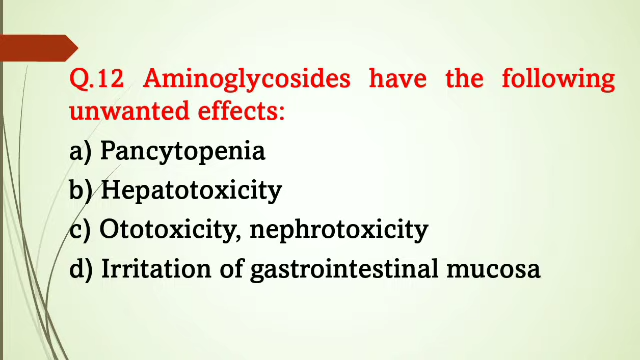 Q.12 Aminoglycosides have the following
unwanted effects:
a) Pancytopenia
b) Hepatotoxicity
c) Ototoxicity, nephrotoxicity
d) Irritation of gastrointestinal mucosa